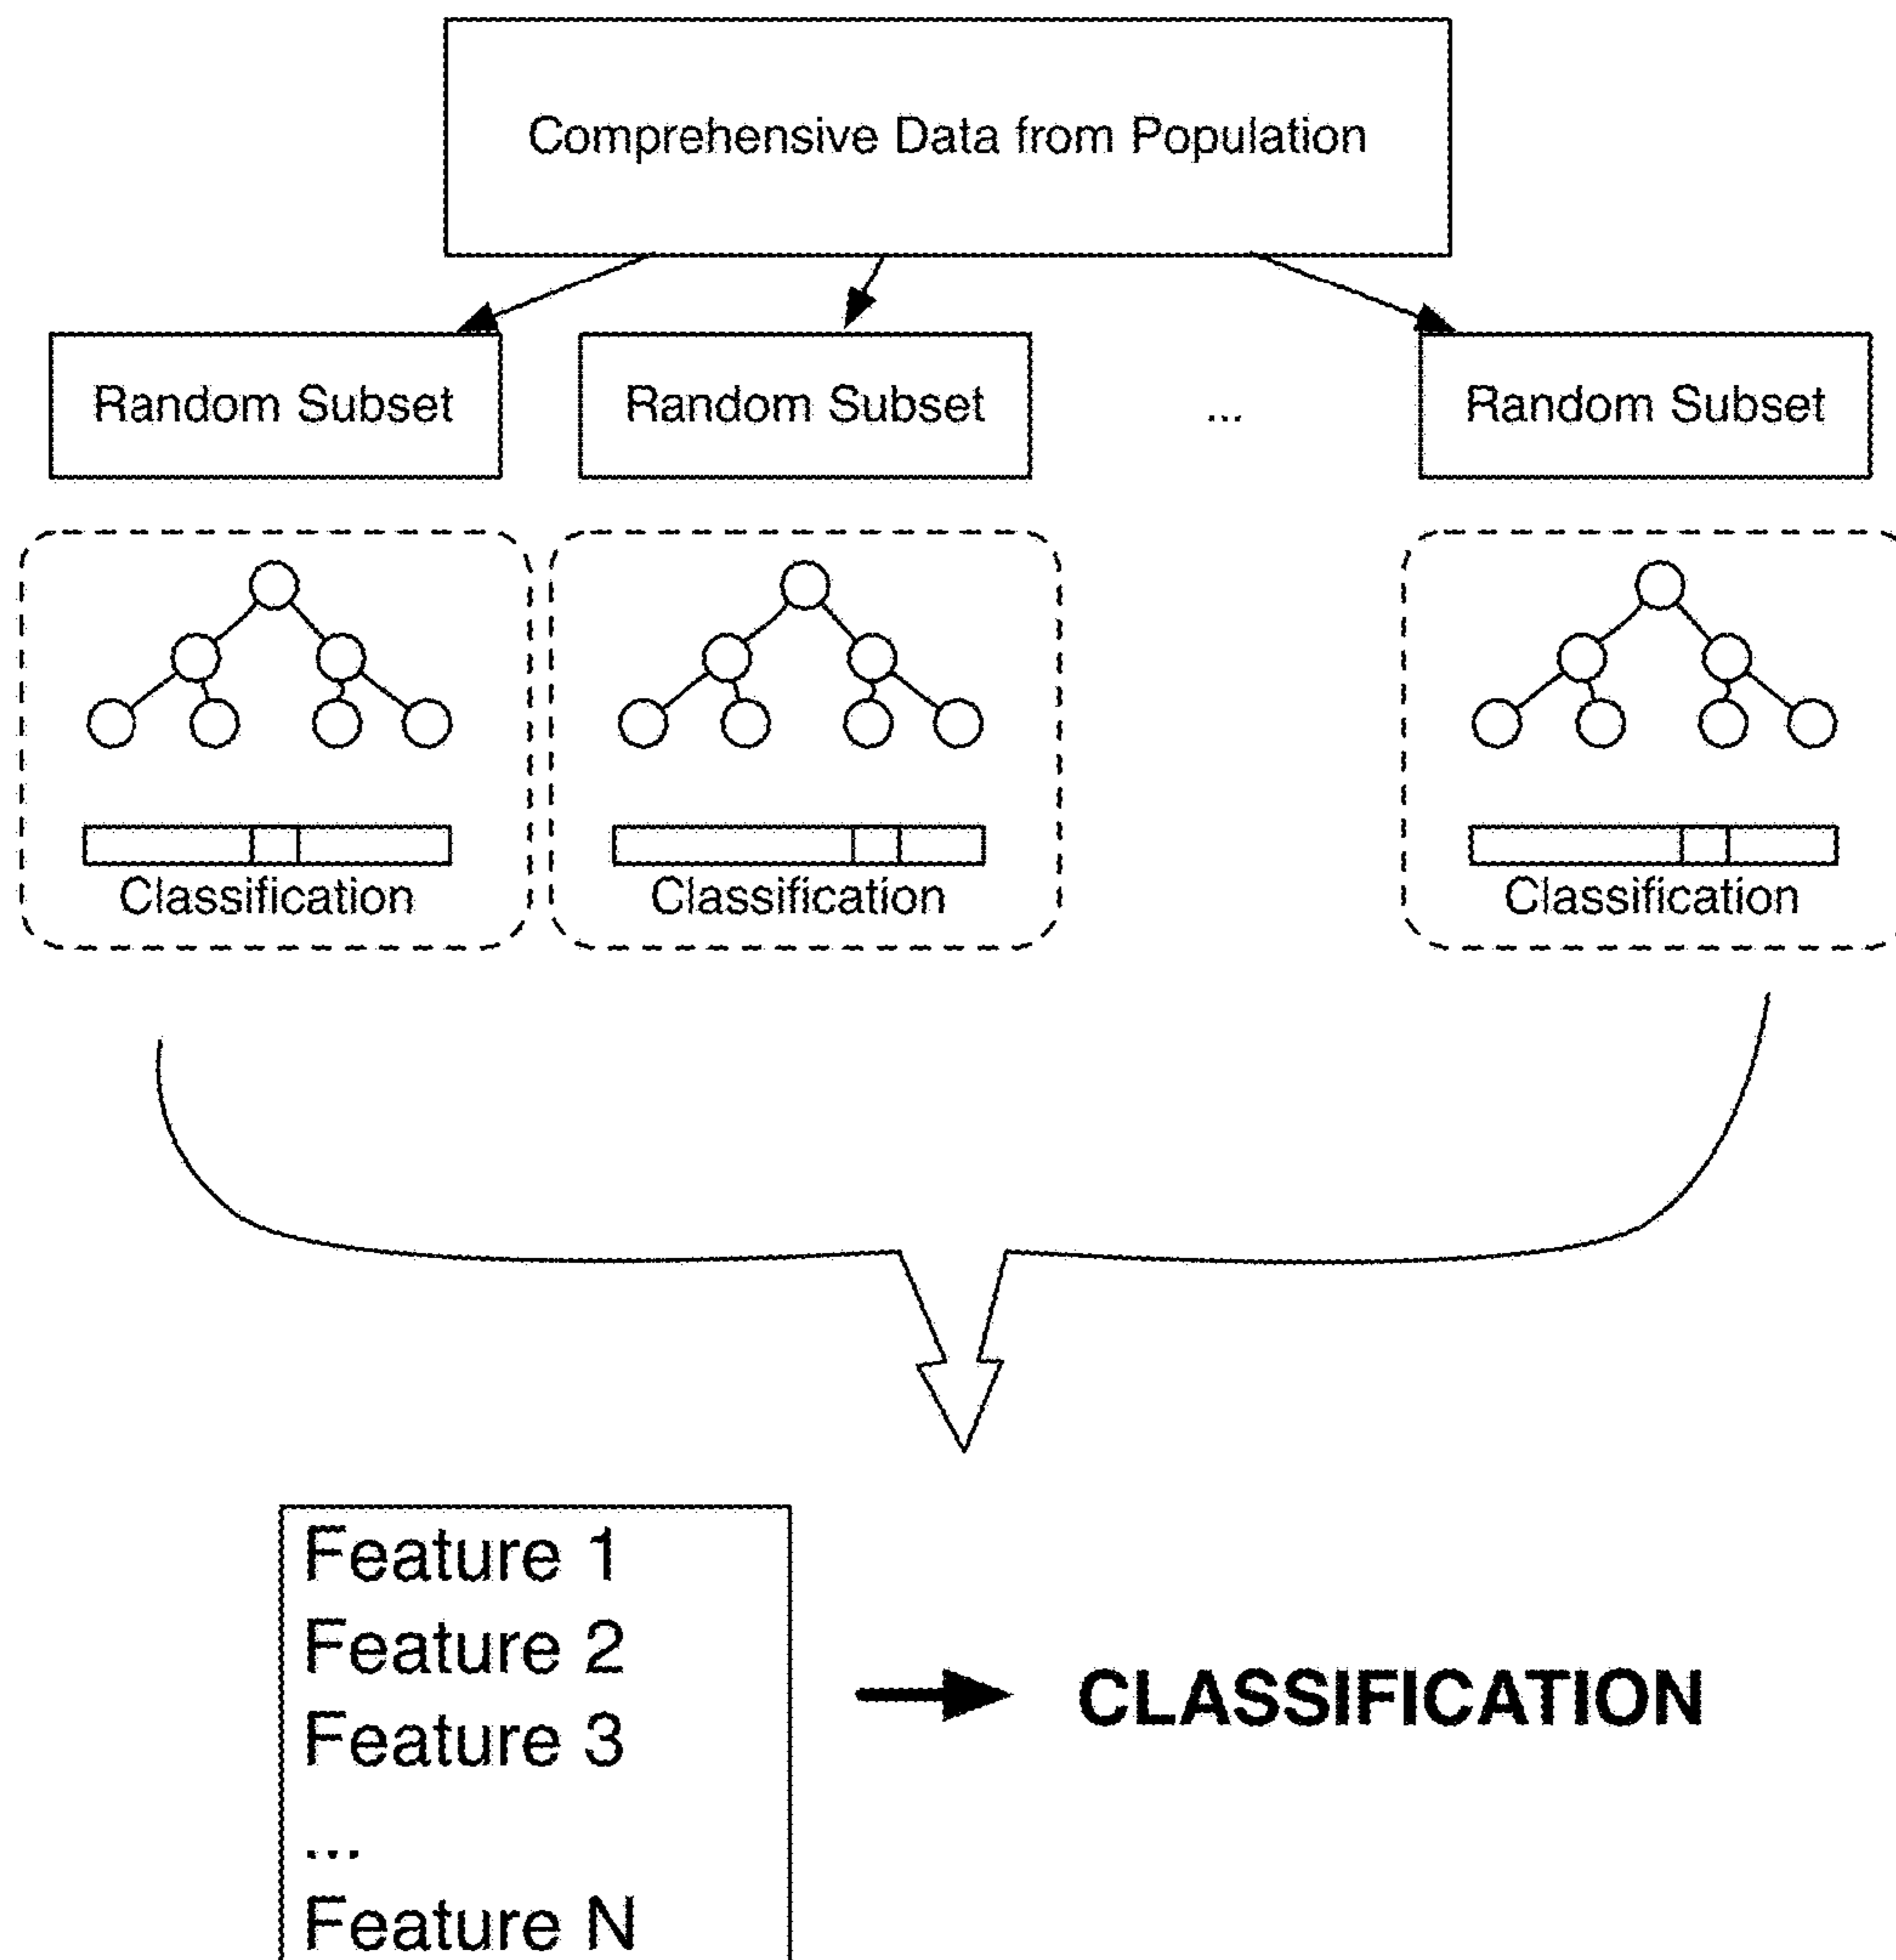 Comprehensive Data from Population
Random Subset
Random Subset
...
Random Subset
Classification
Classification
Classification
Feature 1
Feature 2
Feature 3
...
Feature N
CLASSIFICATION